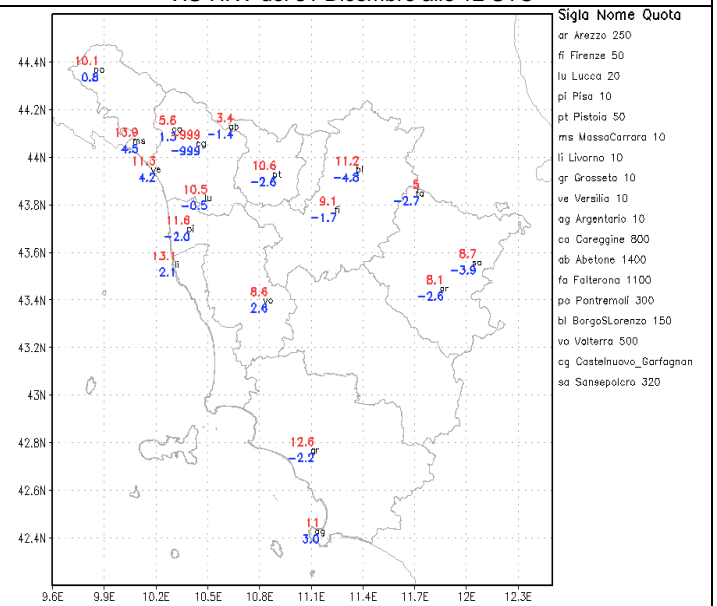 Sigla Nome Quota
ar Arezzo 250
fi Firenze 50
lu Lucca 20
pi Pisa 10
pt Pistoia 50
ms MassaCarrara 10
li Livorno 10
gr Grosseto 10
ve Versilia 10
ag Argentario 10
ca Careggine 800
ab Abetone 1400
fa Falterona 1100
po Pontremoli 300
bl BorgoSLorenzo 150
vo Volterra 500
cg Castelnuovo_Garfagnan
sa Sansepolcro 320
44.4N
44.2N
44N
43.8N
43.6N
43.4N
43.2N
43N
42.8N
42.6N
42.4N
10.1
po
0.8
5.6
ca
1.3
3.4
ab
-1.4
13.9
ms
4.5
-999
cg
-999
11.3
ve
4.2
10.6
pt
-2.6
11.2
bl
-4.8
5
fa
-2.7
10.5
lu
-0.5
9.1
fi
-1.7
11.6
pi
-2.0
13.1
li
2.1
8.7
sa
-3.9
8.1
ar
-2.6
8.6
vo
2.6
12.6
gr
-2.2
11
ag
3.0
9.6E 9.9E 10.2E 10.5E 10.8E 11.1E 11.4E 11.7E 12E 12.3E